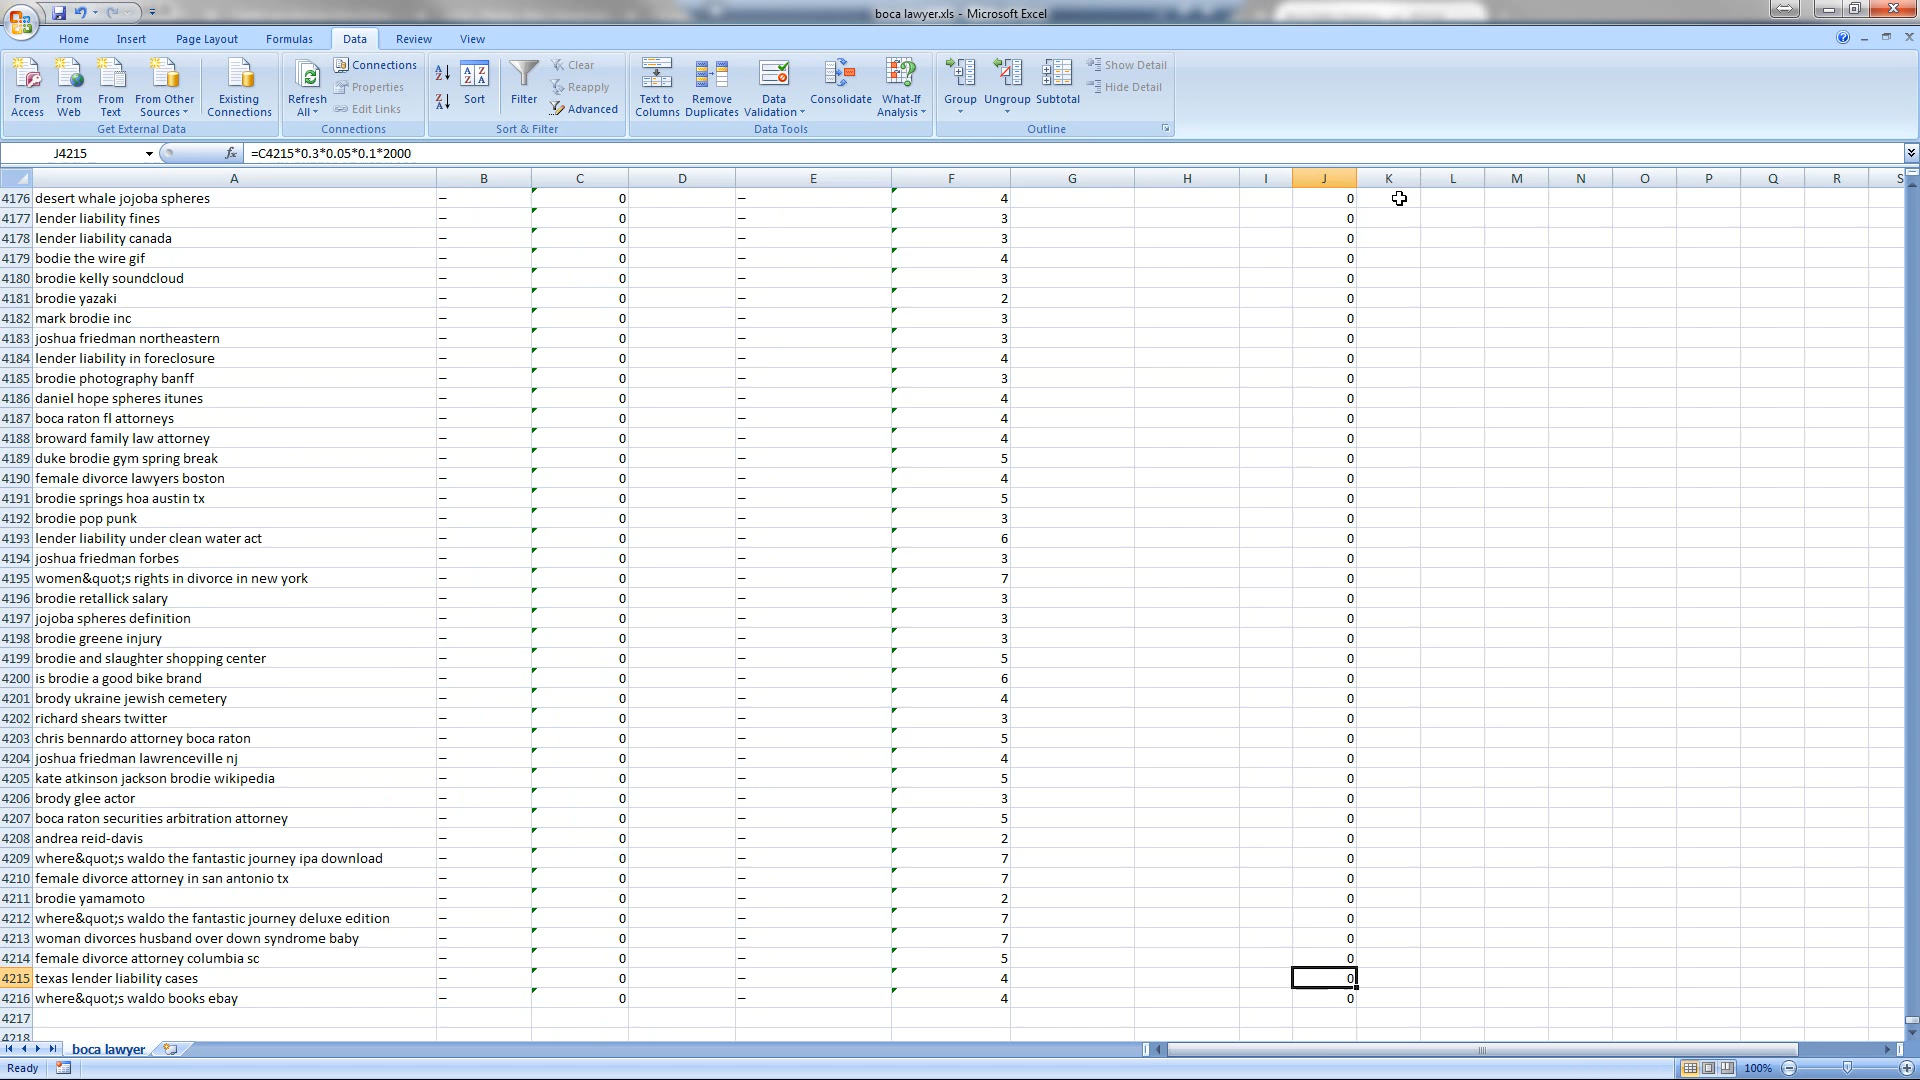 boca lawyer.xls - Microsoft Excel
Home Insert Page Layout Formulas Data Review View
From Access From Web From Text From Other Sources Existing Connections
Get External Data
Refresh All Connections Properties Edit Links
Connections
Sort Filter Clear Reapply Advanced
Sort & Filter
Text to Columns Remove Duplicates Data Validation Consolidate What-If Analysis
Data Tools
Group Ungroup Subtotal Show Detail Hide Detail
Outline
J4215 fx =C4215*0.3*0.05*0.1*2000
A B C D E F G H I J K L M N O P Q R S
4176 desert whale jojoba spheres – 0 – 4 0
4177 lender liability fines – 0 – 3 0
4178 lender liability canada – 0 – 3 0
4179 bodie the wire gif – 0 – 4 0
4180 brodie kelly soundcloud – 0 – 3 0
4181 brodie yazaki – 0 – 2 0
4182 mark brodie inc – 0 – 3 0
4183 joshua friedman northeastern – 0 – 3 0
4184 lender liability in foreclosure – 0 – 4 0
4185 brodie photography banff – 0 – 3 0
4186 daniel hope spheres itunes – 0 – 4 0
4187 boca raton fl attorneys – 0 – 4 0
4188 broward family law attorney – 0 – 4 0
4189 duke brodie gym spring break – 0 – 5 0
4190 female divorce lawyers boston – 0 – 4 0
4191 brodie springs hoa austin tx – 0 – 5 0
4192 brodie pop punk – 0 – 3 0
4193 lender liability under clean water act – 0 – 6 0
4194 joshua friedman forbes – 0 – 3 0
4195 women&quot;s rights in divorce in new york – 0 – 7 0
4196 brodie retallick salary – 0 – 3 0
4197 jojoba spheres definition – 0 – 3 0
4198 brodie greene injury – 0 – 3 0
4199 brodie and slaughter shopping center – 0 – 5 0
4200 is brodie a good bike brand – 0 – 6 0
4201 brody ukraine jewish cemetery – 0 – 4 0
4202 richard shears twitter – 0 – 3 0
4203 chris bennardo attorney boca raton – 0 – 5 0
4204 joshua friedman lawrenceville nj – 0 – 4 0
4205 kate atkinson jackson brodie wikipedia – 0 – 5 0
4206 brody glee actor – 0 – 3 0
4207 boca raton securities arbitration attorney – 0 – 5 0
4208 andrea reid-davis – 0 – 2 0
4209 where&quot;s waldo the fantastic journey ipa download – 0 – 7 0
4210 female divorce attorney in san antonio tx – 0 – 7 0
4211 brodie yamamoto – 0 – 2 0
4212 where&quot;s waldo the fantastic journey deluxe edition – 0 – 7 0
4213 woman divorces husband over down syndrome baby – 0 – 7 0
4214 female divorce attorney columbia sc – 0 – 5 0
4215 texas lender liability cases – 0 – 4 0
4216 where&quot;s waldo books ebay – 0 – 4 0
4217
4218
boca lawyer
Ready 100%